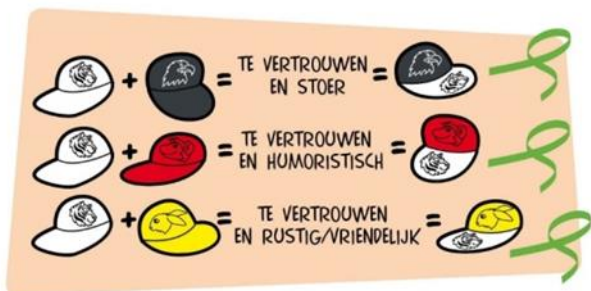 + = TE VERTROUWEN EN STOER =
+ = TE VERTROUWEN EN HUMORISTISCH =
+ = TE VERTROUWEN EN RUSTIG/VRIENDELIJK =